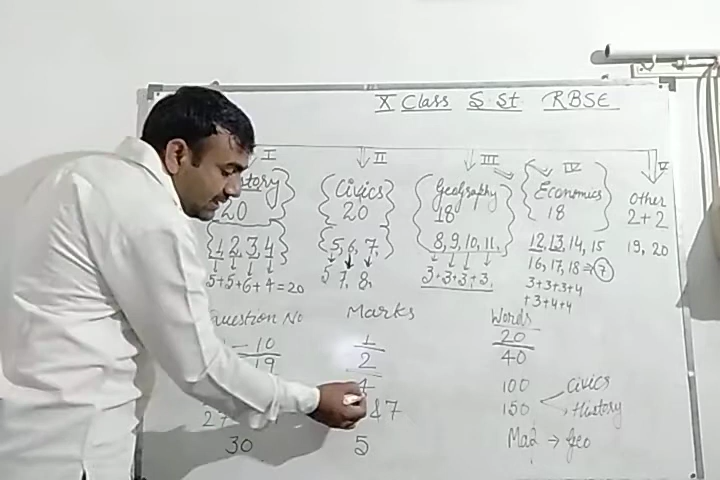 X Class S St RBSE
I II III IV V
story Civics Geography Economics Other
20 20 18 18 2+2
1 2 3 4 5, 6, 7, 8, 9, 10, 11, 12, 13, 14, 15 19, 20
16, 17, 18 ⇒ 7
5+5+6+4=20 5 7, 8, 3+3+3+3, 3+3+3+4
+3+4+4
Question No Marks Words
- 10 1 20
19 2 40
4 100 Civics
27 & 7 150 History
30 5 Map → Geo